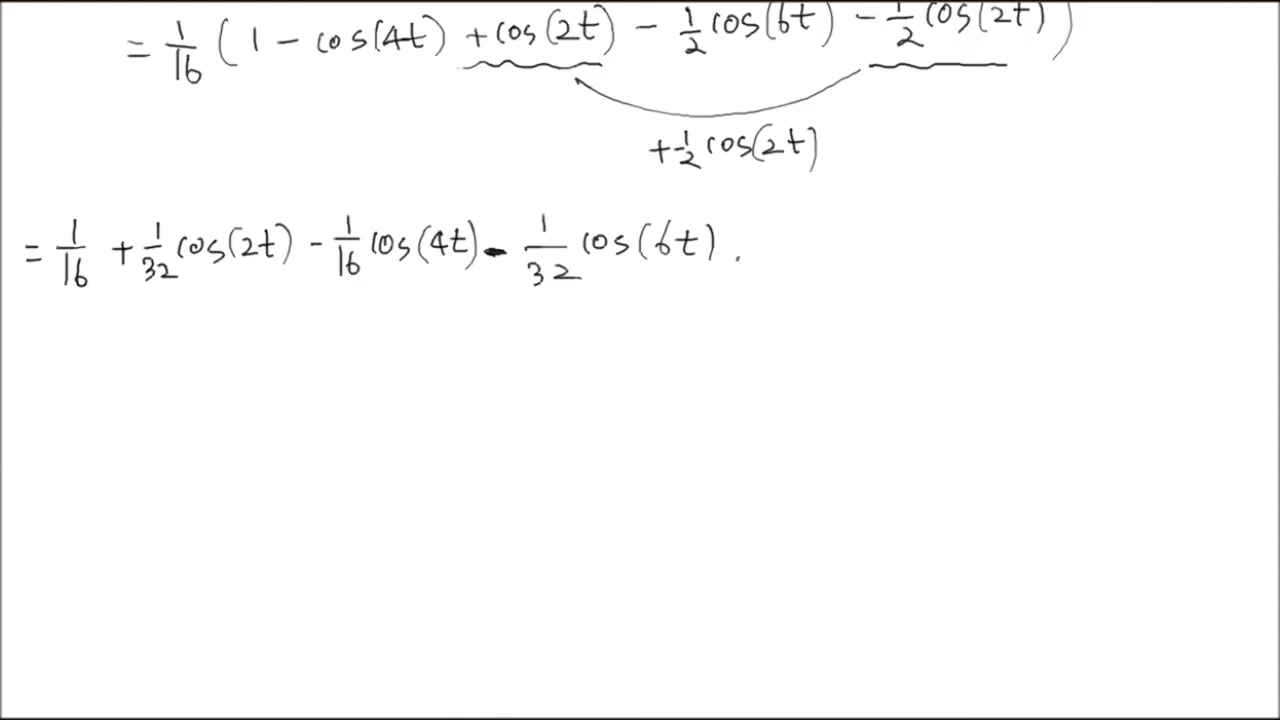 = 1/16 ( 1 - cos(4t) + cos(2t) - 1/2 cos(6t) - 1/2 cos(2t) )
+ 1/2 cos(2t)
= 1/16 + 1/32 cos(2t) - 1/16 cos(4t) - 1/32 cos(6t) .